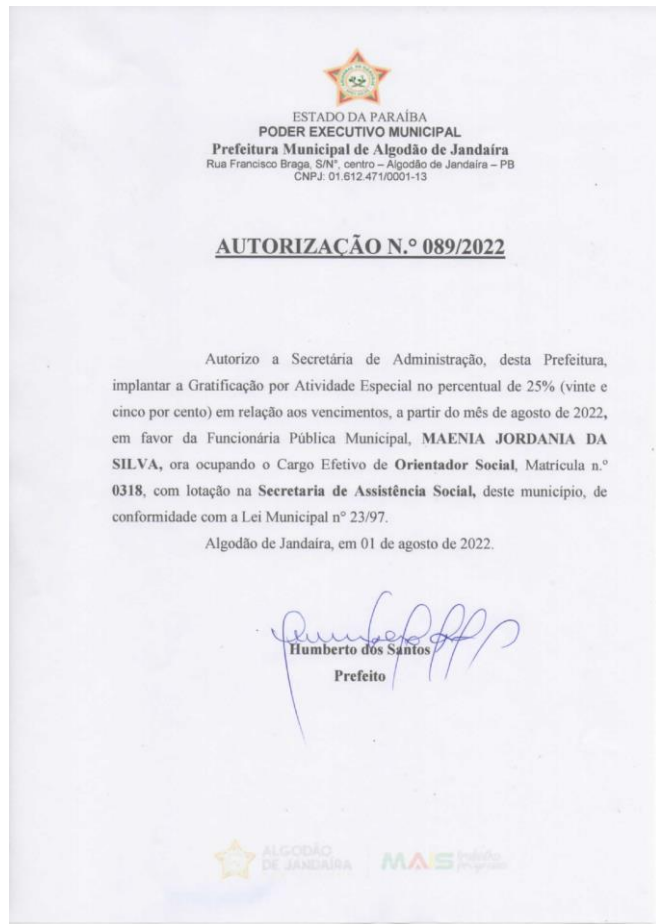 ESTADO DA PARAÍBA
PODER EXECUTIVO MUNICIPAL
Prefeitura Municipal de Algodão de Jandaíra
Rua Francisco Braga, S/N°, centro – Algodão de Jandaíra – PB
CNPJ: 01.612.471/0001-13
AUTORIZAÇÃO N.° 089/2022
Autorizo a Secretária de Administração, desta Prefeitura,
implantar a Gratificação por Atividade Especial no percentual de 25% (vinte e
cinco por cento) em relação aos vencimentos, a partir do mês de agosto de 2022,
em favor da Funcionária Pública Municipal, MAENIA JORDANIA DA
SILVA, ora ocupando o Cargo Efetivo de Orientador Social, Matrícula n.°
0318, com lotação na Secretaria de Assistência Social, deste município, de
conformidade com a Lei Municipal n° 23/97.
Algodão de Jandaíra, em 01 de agosto de 2022.
Humberto dos Santos
Prefeito
ALGODÃO
DE JANDAÍRA
MAIS